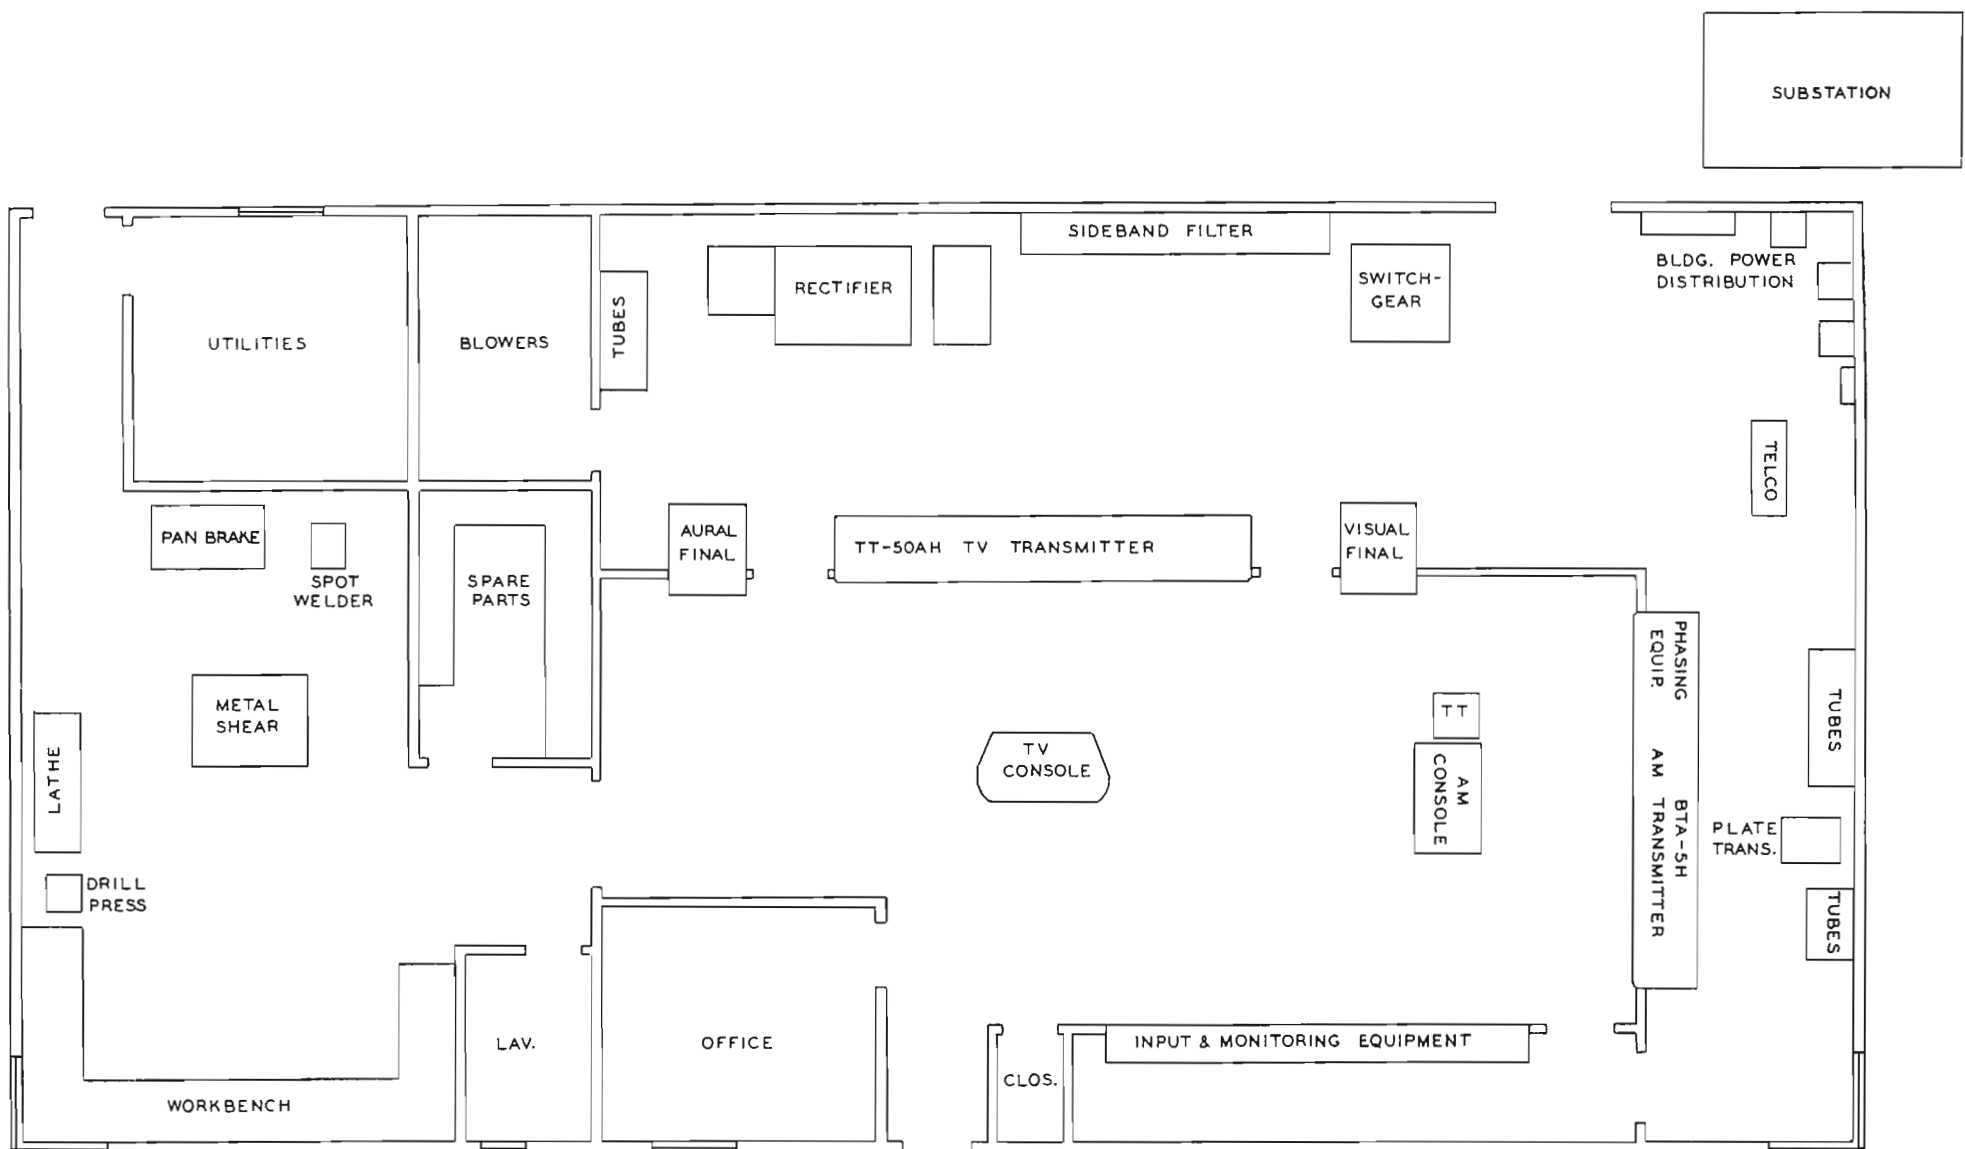 SUBSTATION
SIDEBAND FILTER
BLDG. POWER
DISTRIBUTION
SWITCH-
GEAR
RECTIFIER
TUBES
UTILITIES
BLOWERS
TELCO
PAN BRAKE
SPOT
WELDER
SPARE
PARTS
AURAL
FINAL
TT-50AH TV TRANSMITTER
VISUAL
FINAL
PHASING
EQUIP.
BTA-5H
AM TRANSMITTER
TUBES
METAL
SHEAR
LATHE
TV
CONSOLE
TT
AM
CONSOLE
PLATE
TRANS.
DRILL
PRESS
TUBES
LAV.
OFFICE
CLOS.
INPUT & MONITORING EQUIPMENT
WORKBENCH